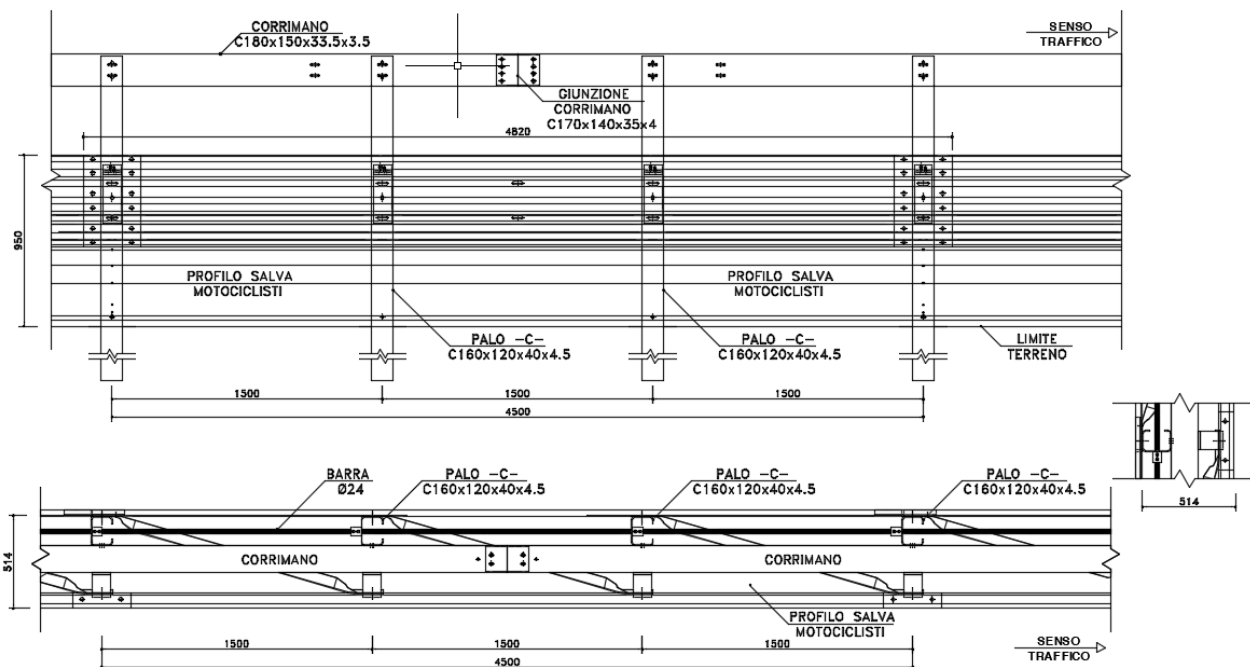 CORRIMANO
C180x150x33.5x3.5
SENSO
TRAFFICO
GIUNZIONE
CORRIMANO
C170x140x35x4
4820
950
PROFILO SALVA
MOTOCICLISTI
PROFILO SALVA
MOTOCICLISTI
PALO -C-
C160x120x40x4.5
PALO -C-
C160x120x40x4.5
LIMITE
TERRENO
1500
1500
1500
4500
BARRA
Ø24
PALO -C-
C160x120x40x4.5
PALO -C-
C160x120x40x4.5
PALO -C-
C160x120x40x4.5
514
514
CORRIMANO
CORRIMANO
PROFILO SALVA
MOTOCICLISTI
1500
1500
1500
4500
SENSO
TRAFFICO